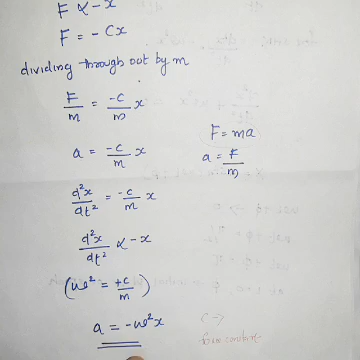 F ∝ -x
F = - Cx
dividing through out by m
F/m = -c/m x
F = ma
a = -c/m x
a = F/m
d²x/dt² = -c/m x
d²x/dt² ∝ -x
(ω² = +c/m)
a = -ω²x
C →